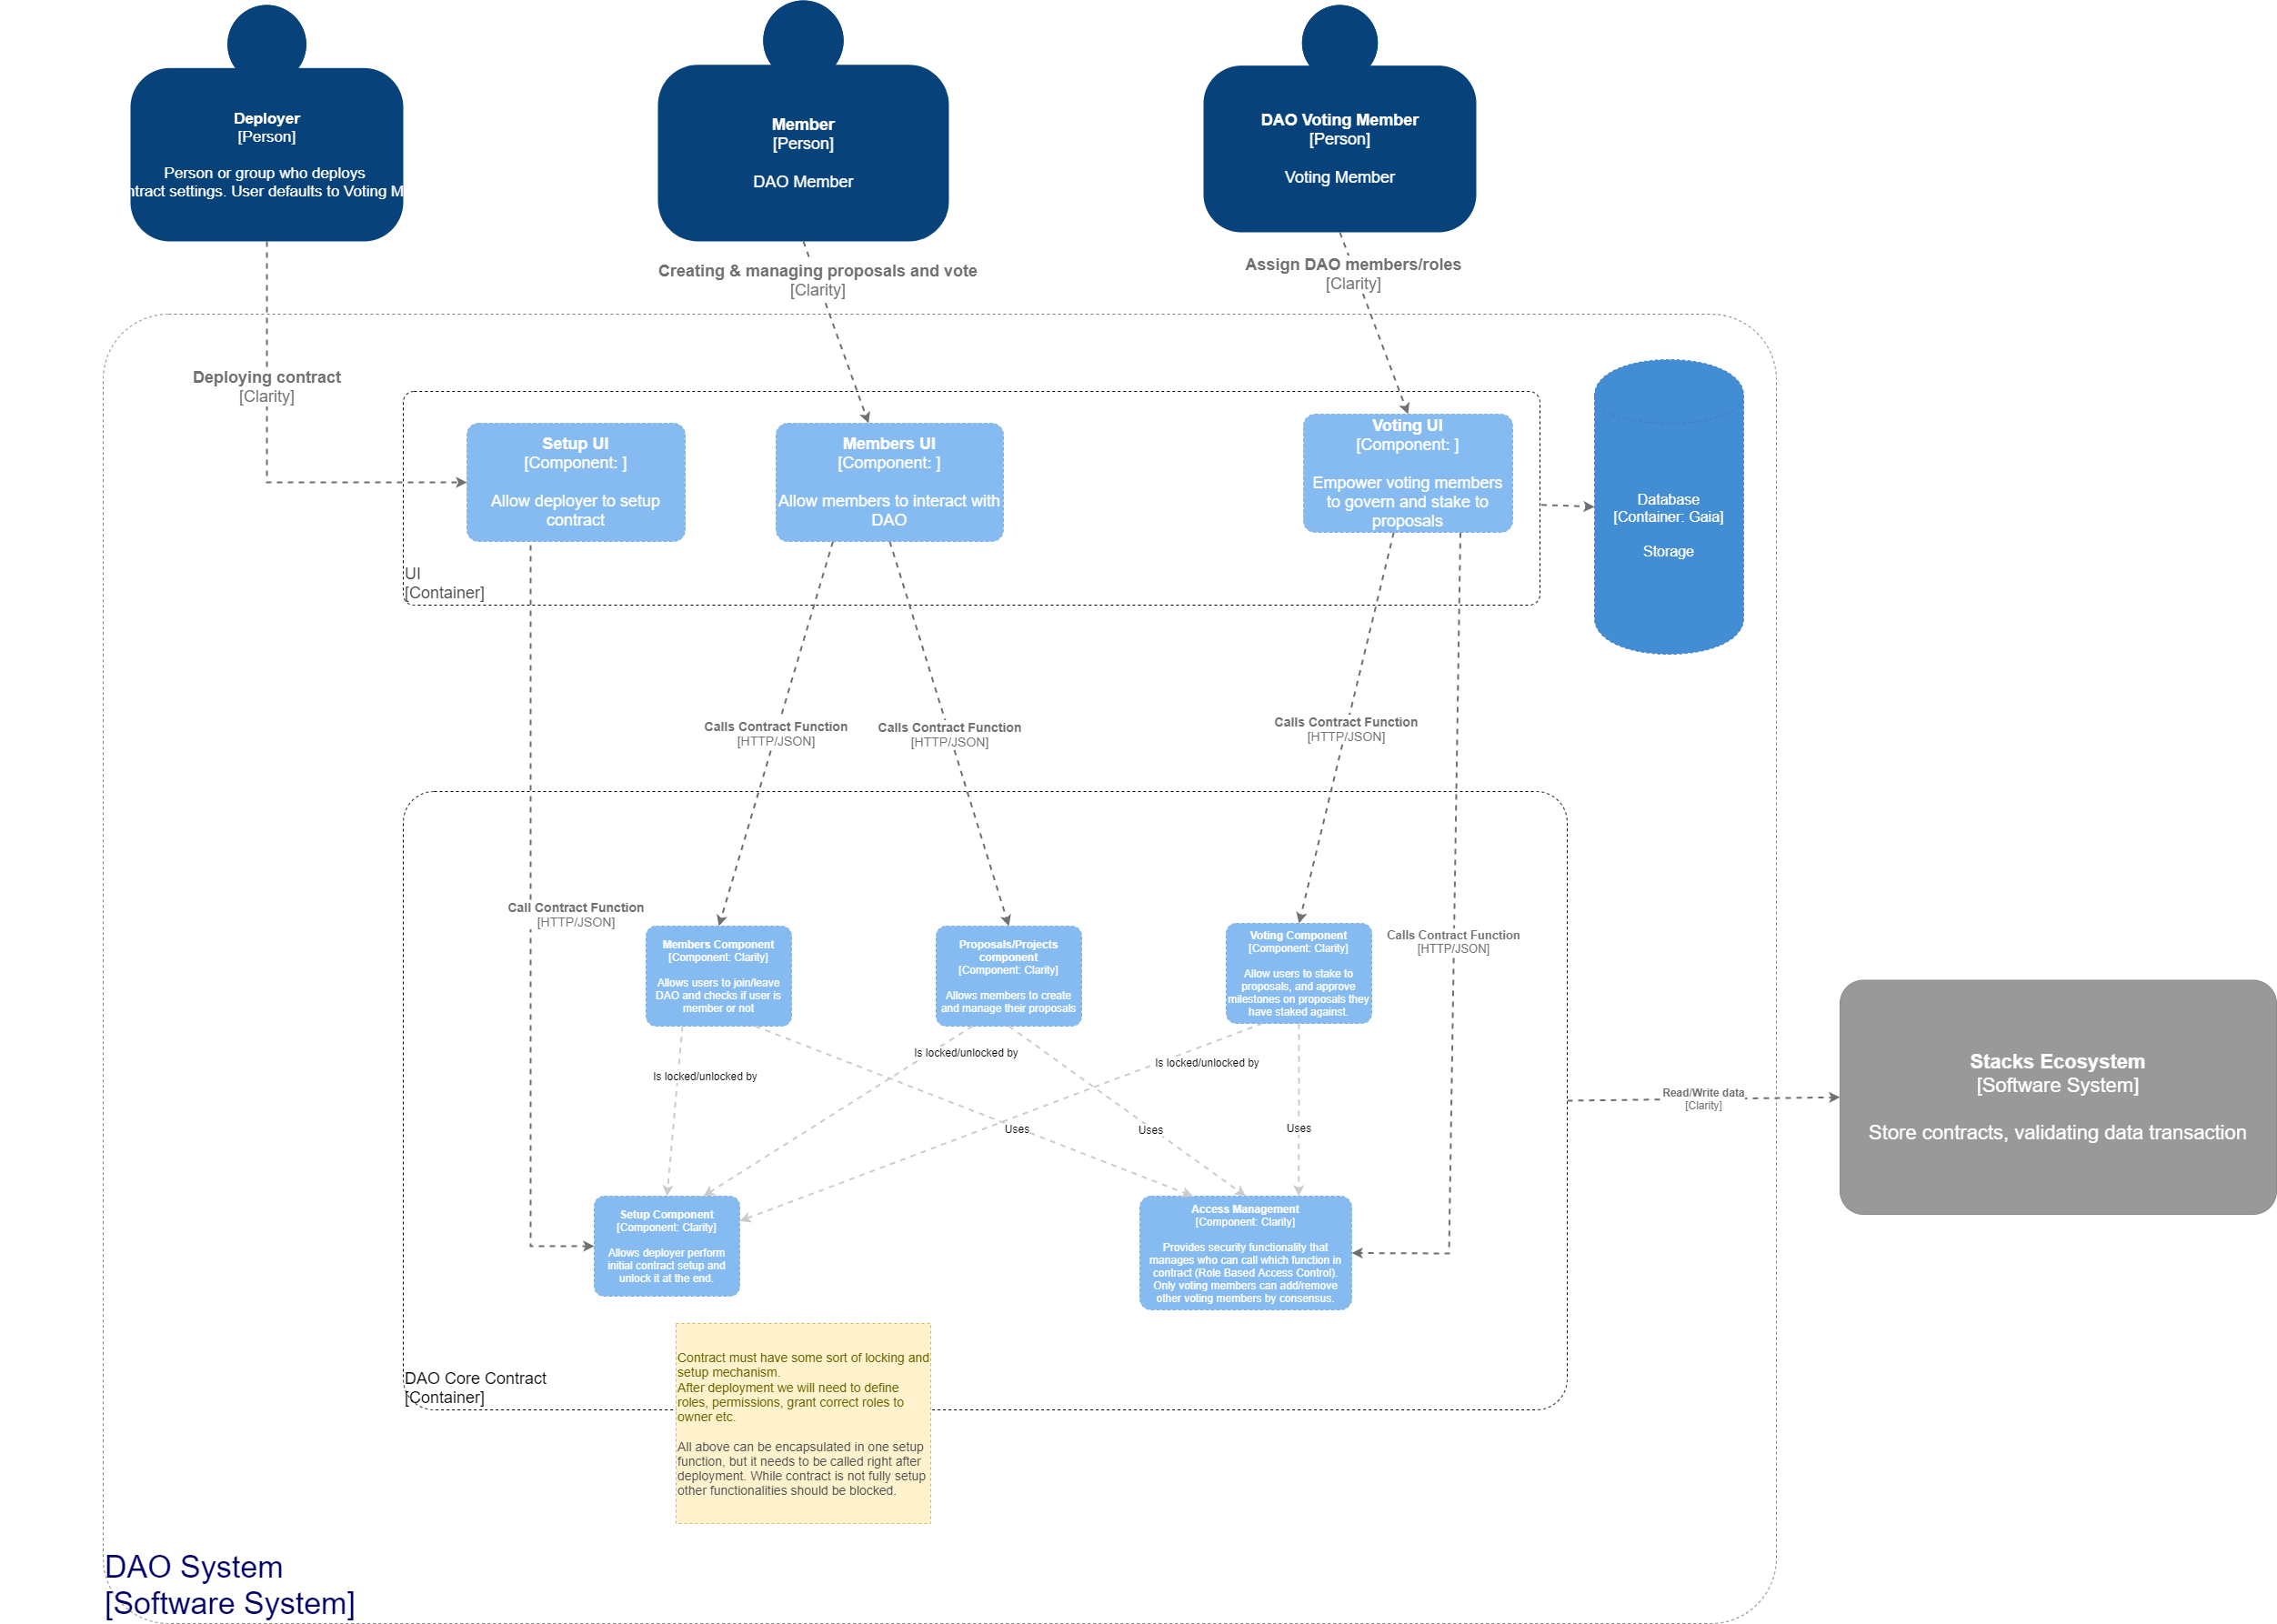 Deployer
[Person]
Person or group who deploys
ntract settings. User defaults to Voting M
Member
[Person]
DAO Member
DAO Voting Member
[Person]
Voting Member
Creating & managing proposals and vote
[Clarity]
Assign DAO members/roles
[Clarity]
Deploying contract
[Clarity]
Setup UI
[Component: ]
Allow deployer to setup
contract
Members UI
[Component: ]
Allow members to interact with
DAO
Voting UI
[Component: ]
Empower voting members
to govern and stake to
proposals
Database
[Container: Gaia]
Storage
UI
[Container]
Calls Contract Function
[HTTP/JSON]
Calls Contract Function
[HTTP/JSON]
Calls Contract Function
[HTTP/JSON]
Call Contract Function
[HTTP/JSON]
Members Component
[Component: Clarity]
Allows users to join/leave
DAO and checks if user is
member or not
Proposals/Projects
component
[Component: Clarity]
Allows members to create
and manage their proposals
Voting Component
[Component: Clarity]
Allow users to stake to
proposals, and approve
milestones on proposals they
have staked against.
Calls Contract Function
[HTTP/JSON]
Is locked/unlocked by
Is locked/unlocked by
Is locked/unlocked by
Uses
Uses
Uses
Read/Write data
[Clarity]
Stacks Ecosystem
[Software System]
Store contracts, validating data transaction
Setup Component
[Component: Clarity]
Allows deployer perform
initial contract setup and
unlock it at the end.
Access Management
[Component: Clarity]
Provides security functionality that
manages who can call which function in
contract (Role Based Access Control).
Only voting members can add/remove
other voting members by consensus.
DAO Core Contract
[Container]
Contract must have some sort of locking and
setup mechanism.
After deployment we will need to define
roles, permissions, grant correct roles to
owner etc.
All above can be encapsulated in one setup
function, but it needs to be called right after
deployment. While contract is not fully setup
other functionalities should be blocked.
DAO System
[Software System]